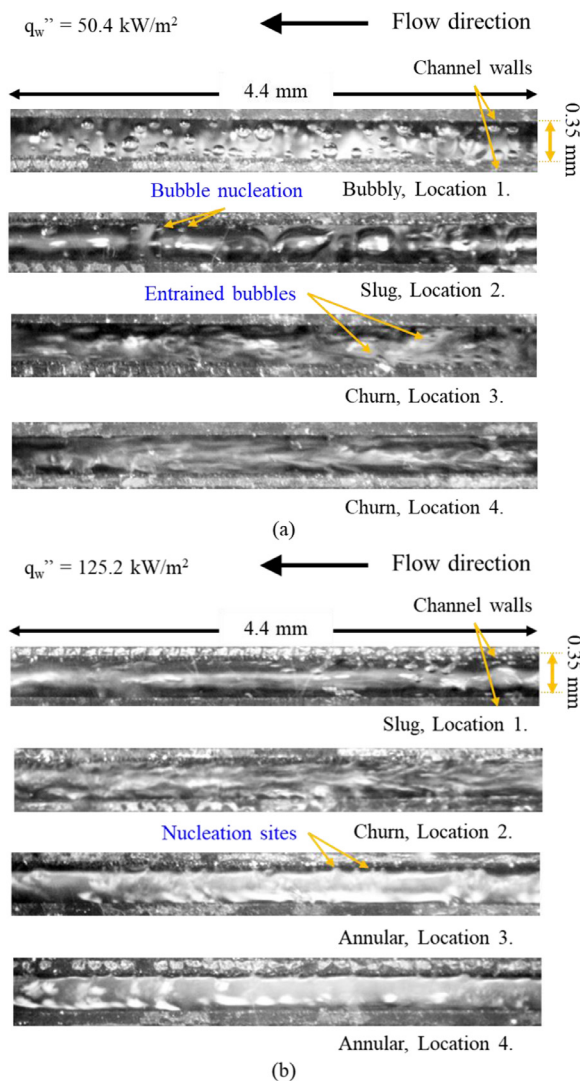 q_w” = 50.4 kW/m²
Flow direction
Channel walls
4.4 mm
0.35 mm
Bubble nucleation
Bubbly, Location 1.
Entrained bubbles
Slug, Location 2.
Churn, Location 3.
Churn, Location 4.
(a)
q_w” = 125.2 kW/m²
Flow direction
Channel walls
4.4 mm
0.35 mm
Slug, Location 1.
Nucleation sites
Churn, Location 2.
Annular, Location 3.
Annular, Location 4.
(b)